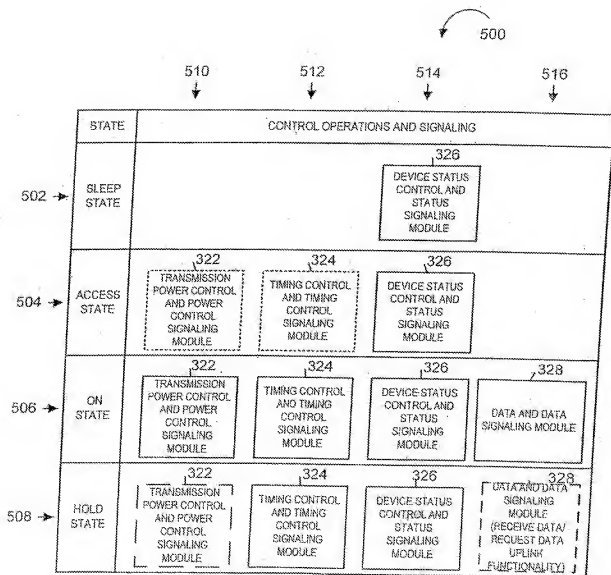 500
510 512 514 516
STATE CONTROL OPERATIONS AND SIGNALING
502
SLEEP
STATE
326
DEVICE STATUS
CONTROL AND
STATUS
SIGNALING
MODULE
504
ACCESS
STATE
322
TRANSMISSION
POWER CONTROL
AND POWER
CONTROL
SIGNALING
MODULE
324
TIMING CONTROL
AND TIMING
CONTROL
SIGNALING
MODULE
326
DEVICE STATUS
CONTROL AND
STATUS
SIGNALING
MODULE
506
ON
STATE
322
TRANSMISSION
POWER CONTROL
AND POWER
CONTROL
SIGNALING
MODULE
324
TIMING CONTROL
AND TIMING
CONTROL
SIGNALING
MODULE
326
DEVICE STATUS
CONTROL AND
STATUS
SIGNALING
MODULE
328
DATA AND DATA
SIGNALING MODULE
508
HOLD
STATE
322
TRANSMISSION
POWER CONTROL
AND POWER
CONTROL
SIGNALING
MODULE
324
TIMING CONTROL
AND TIMING
CONTROL
SIGNALING
MODULE
326
DEVICE STATUS
CONTROL AND
STATUS
SIGNALING
MODULE
328
DATA AND DATA
SIGNALING
MODULE
(RECEIVE DATA/
REQUEST DATA
UPLINK
FUNCTIONALITY)